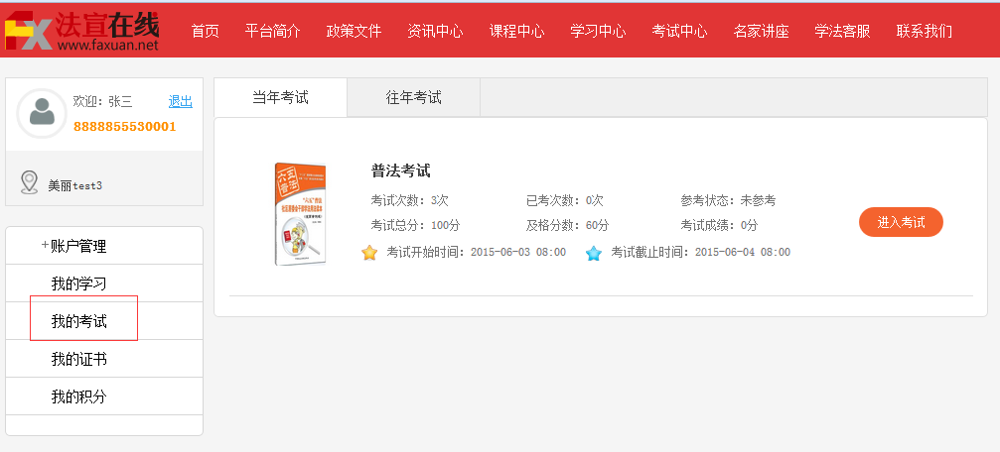 法宣在线
www.faxuan.net
首页 平台简介 政策文件 资讯中心 课程中心 学习中心 考试中心 名家讲座 学法客服 联系我们
欢迎：张三 退出
8888855530001
美丽test3
+账户管理
我的学习
我的考试
我的证书
我的积分
当年考试 往年考试
六五
普法
普法考试
考试次数：3次 已考次数：0次 参考状态：未参考
考试总分：100分 及格分数：60分 考试成绩：0分
考试开始时间：2015-06-03 08:00 考试截止时间：2015-06-04 08:00
进入考试